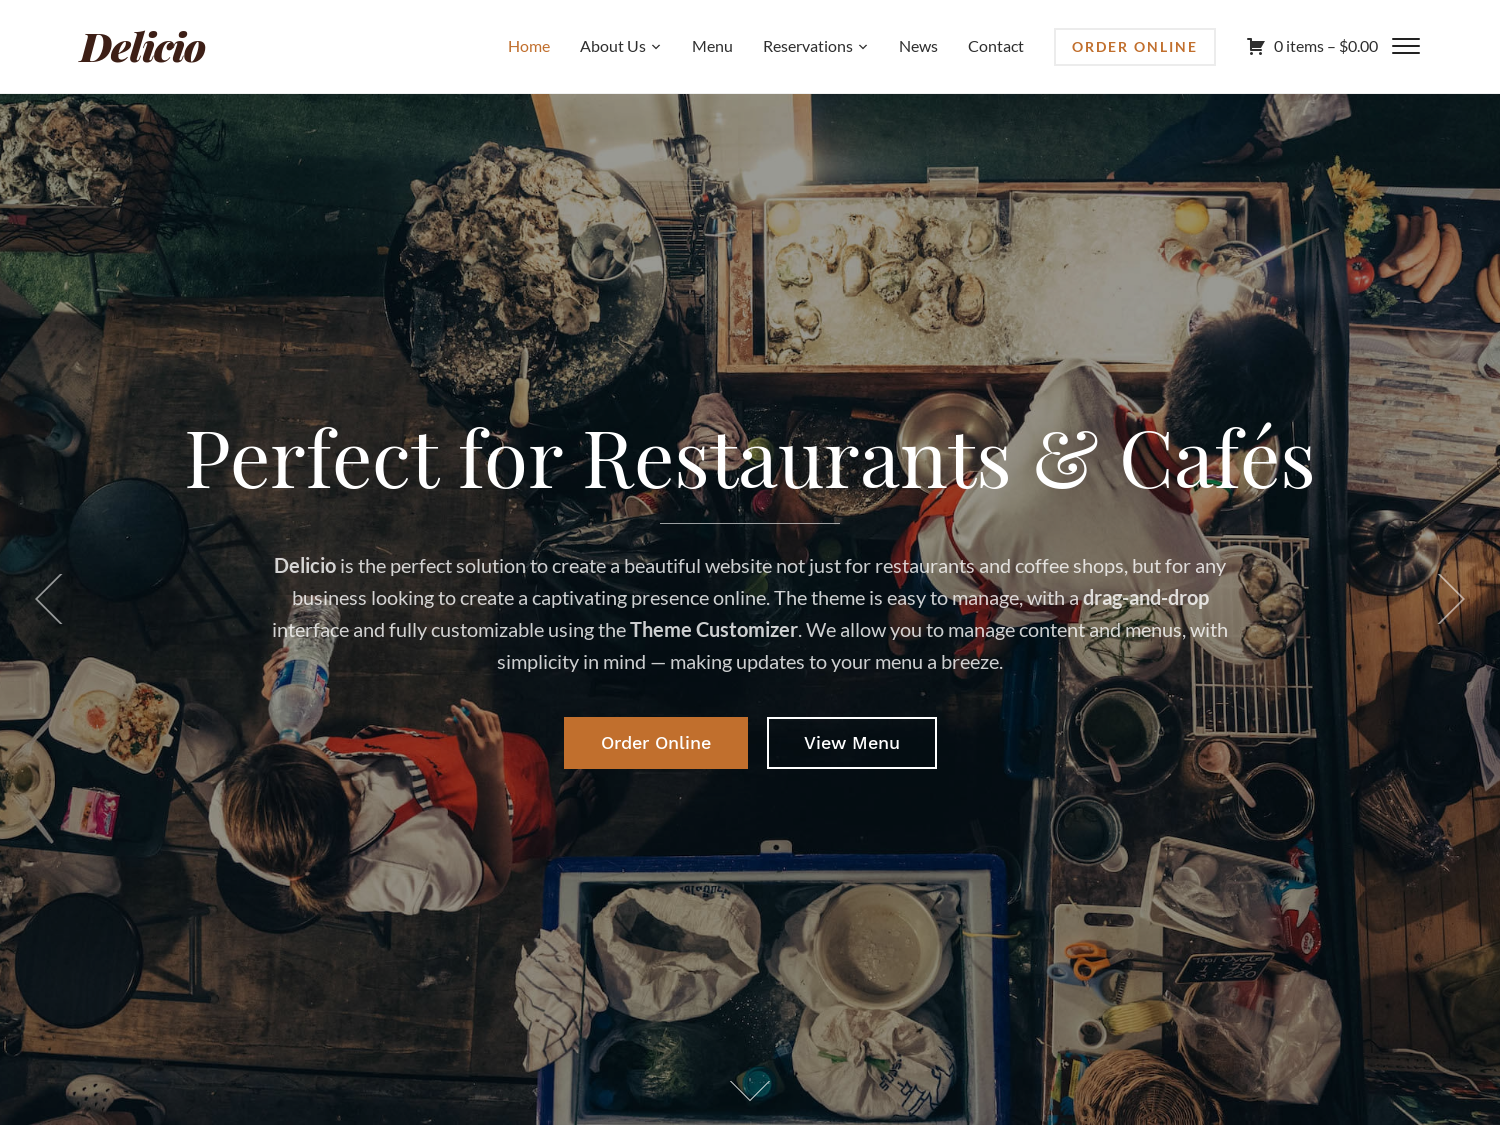 Delicio
Home
About Us
Menu
Reservations
News
Contact
ORDER ONLINE
0 items – $0.00
Perfect for Restaurants & Cafés
Delicio is the perfect solution to create a beautiful website not just for restaurants and coffee shops, but for any
business looking to create a captivating presence online. The theme is easy to manage, with a drag-and-drop
interface and fully customizable using the Theme Customizer. We allow you to manage content and menus, with
simplicity in mind — making updates to your menu a breeze.
Order Online
View Menu
Thai Oyster